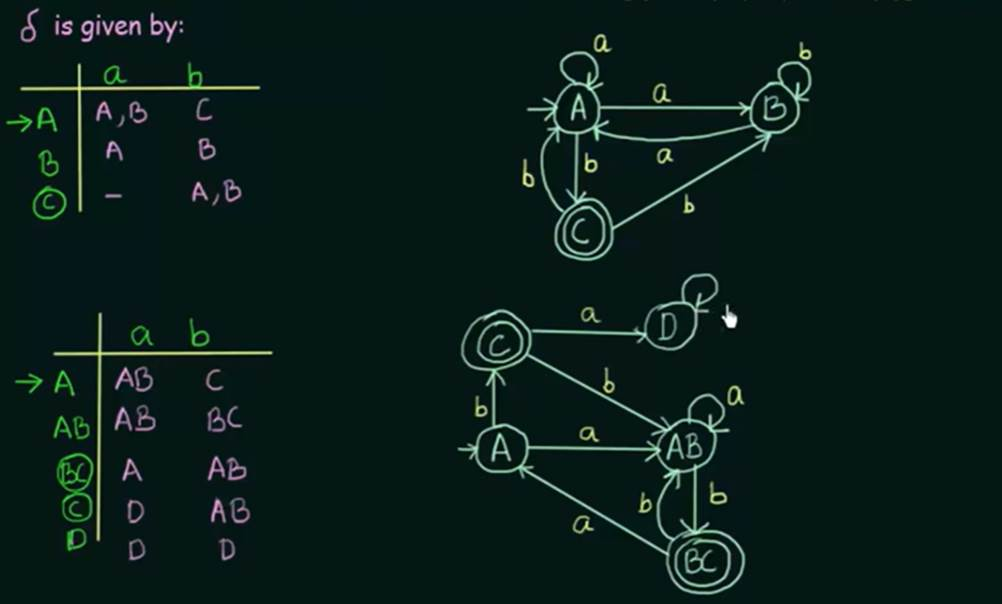 δ is given by:
a b
→A A,B C
B A B
C – A,B
a
b
A
a
B
a
b
b
C
b
a b
→A AB C
AB AB BC
BC A AB
C D AB
D D D
C
a
D
b
b
a
A
a
AB
b
b
a
BC